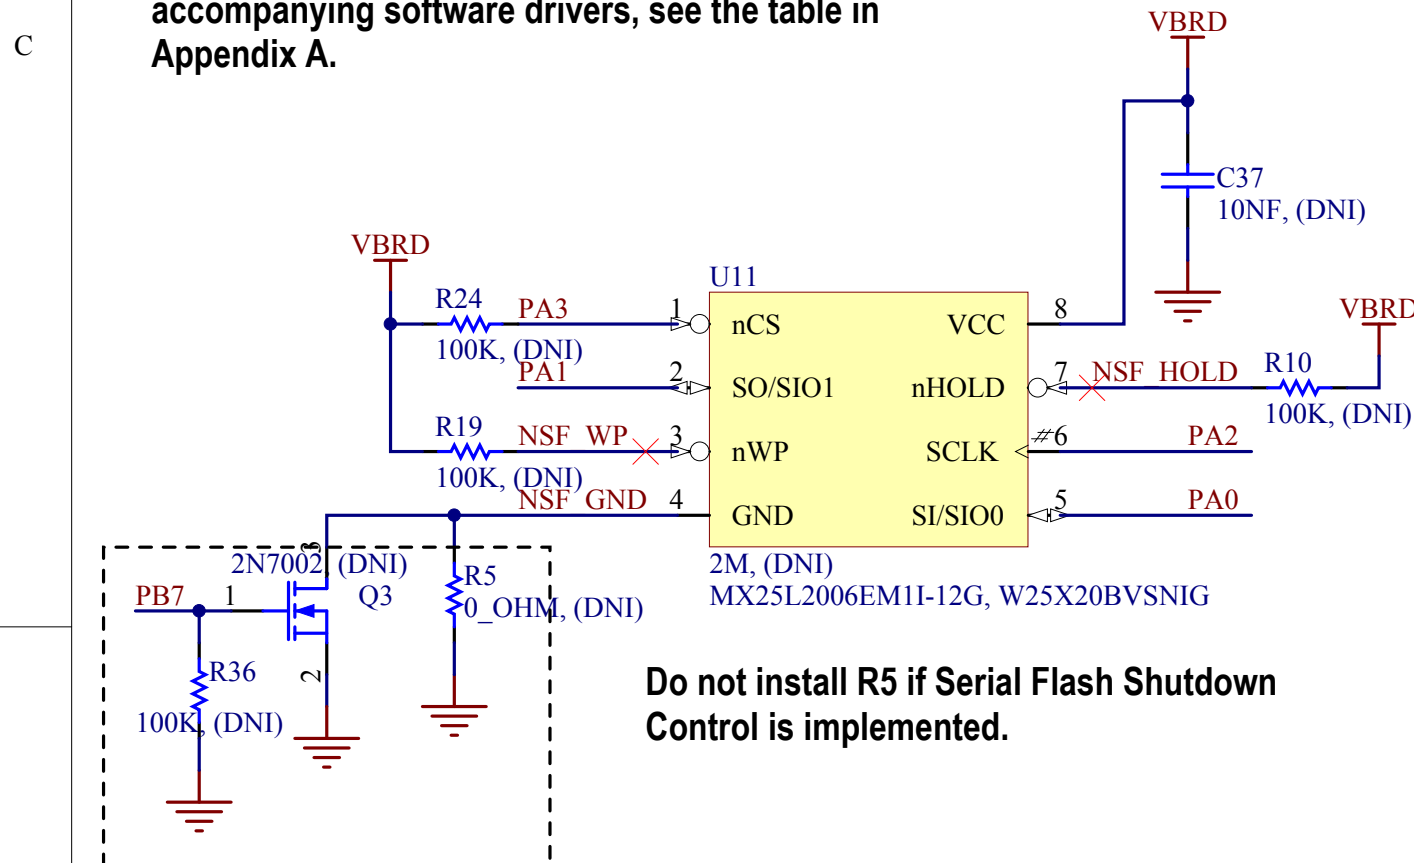 accompanying software drivers, see the table in
Appendix A.
C
VBRD
C37
10NF, (DNI)
VBRD
U11
R24
PA3
1
nCS
VCC
8
VBRD
100K, (DNI)
PA1
2
SO/SIO1
nHOLD
7
NSF_HOLD
R10
100K, (DNI)
R19
NSF_WP
3
nWP
SCLK
6
PA2
100K, (DNI)
NSF_GND
4
GND
SI/SIO0
5
PA0
3
2N7002, (DNI)
2M, (DNI)
MX25L2006EM1I-12G, W25X20BVSNIG
PB7
1
Q3
R5
0_OHM, (DNI)
R36
2
100K, (DNI)
Do not install R5 if Serial Flash Shutdown
Control is implemented.